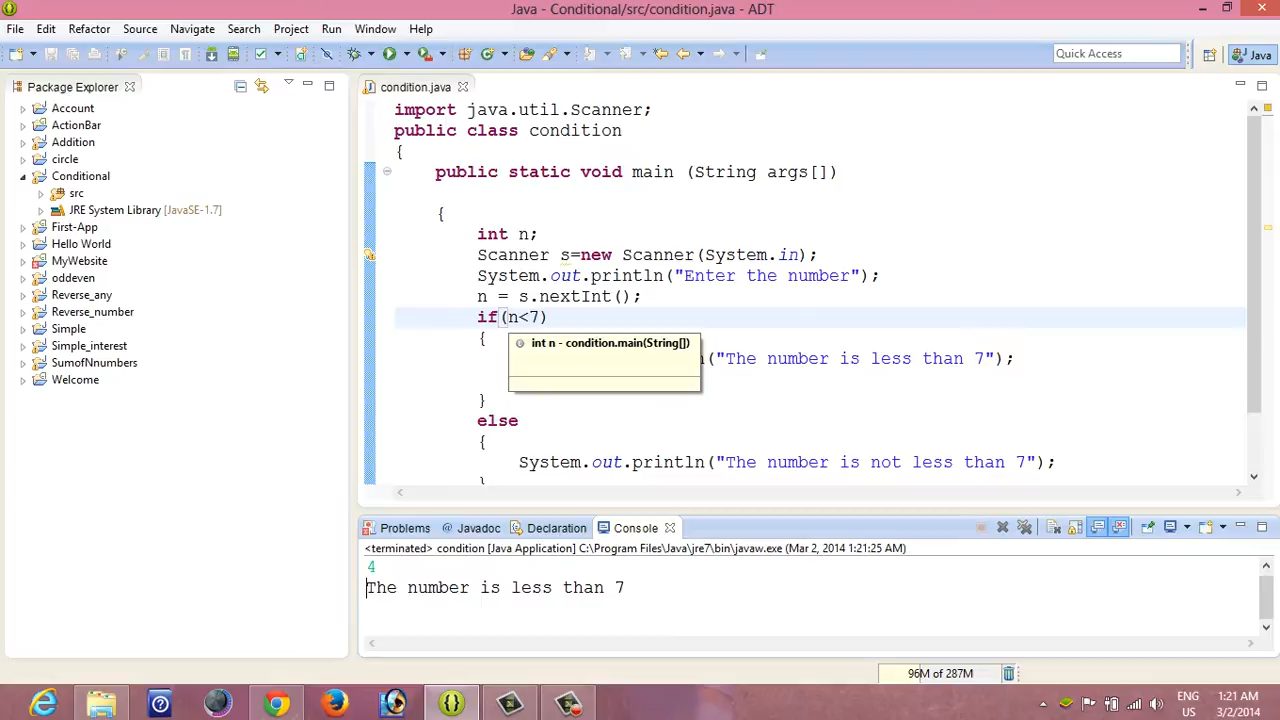 Java - Conditional/src/condition.java - ADT
File Edit Refactor Source Navigate Search Project Run Window Help
Quick Access
Java
Package Explorer
Account
ActionBar
Addition
circle
Conditional
src
JRE System Library [JavaSE-1.7]
First-App
Hello World
MyWebsite
oddeven
Reverse_any
Reverse_number
Simple
Simple_interest
SumofNnumbers
Welcome
condition.java
import java.util.Scanner;
public class condition
{
public static void main (String args[])
{
int n;
Scanner s=new Scanner(System.in);
System.out.println("Enter the number");
n = s.nextInt();
if(n<7)
{
int n - condition.main(String[])
n("The number is less than 7");
}
else
{
System.out.println("The number is not less than 7");
}
Problems Javadoc Declaration Console
<terminated> condition [Java Application] C:\Program Files\Java\jre7\bin\javaw.exe (Mar 2, 2014 1:21:25 AM)
4
The number is less than 7
96M of 287M
ENG 1:21 AM
US 3/2/2014